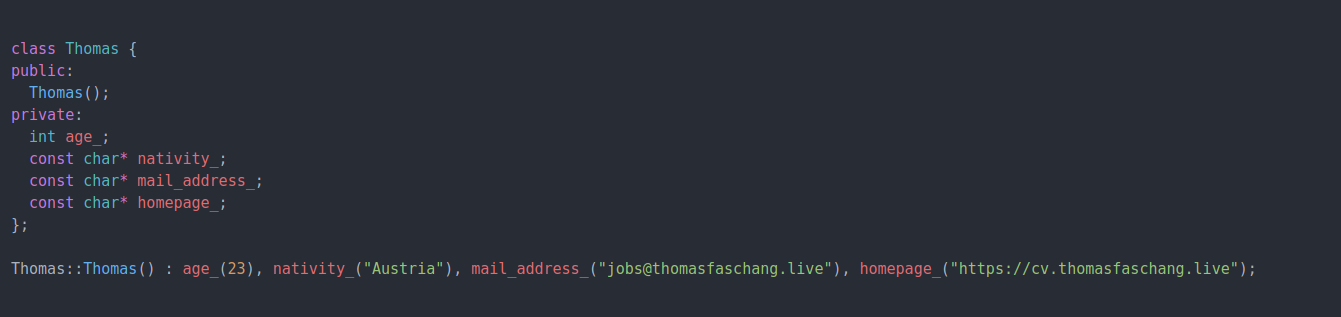 class Thomas {
public:
  Thomas();
private:
  int age_;
  const char* nativity_;
  const char* mail_address_;
  const char* homepage_;
};

Thomas::Thomas() : age_(23), nativity_("Austria"), mail_address_("jobs@thomasfaschang.live"), homepage_("https://cv.thomasfaschang.live");